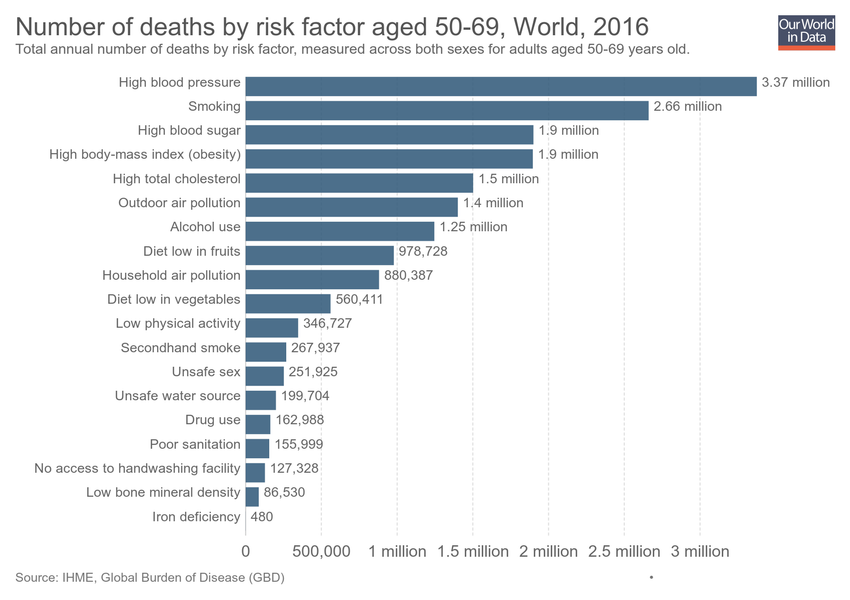 Number of deaths by risk factor aged 50-69, World, 2016
Our World
in Data
Total annual number of deaths by risk factor, measured across both sexes for adults aged 50-69 years old.
High blood pressure 3.37 million
Smoking 2.66 million
High blood sugar 1.9 million
High body-mass index (obesity) 1.9 million
High total cholesterol 1.5 million
Outdoor air pollution 1.4 million
Alcohol use 1.25 million
Diet low in fruits 978,728
Household air pollution 880,387
Diet low in vegetables 560,411
Low physical activity 346,727
Secondhand smoke 267,937
Unsafe sex 251,925
Unsafe water source 199,704
Drug use 162,988
Poor sanitation 155,999
No access to handwashing facility 127,328
Low bone mineral density 86,530
Iron deficiency 480
0 500,000 1 million 1.5 million 2 million 2.5 million 3 million
Source: IHME, Global Burden of Disease (GBD) •